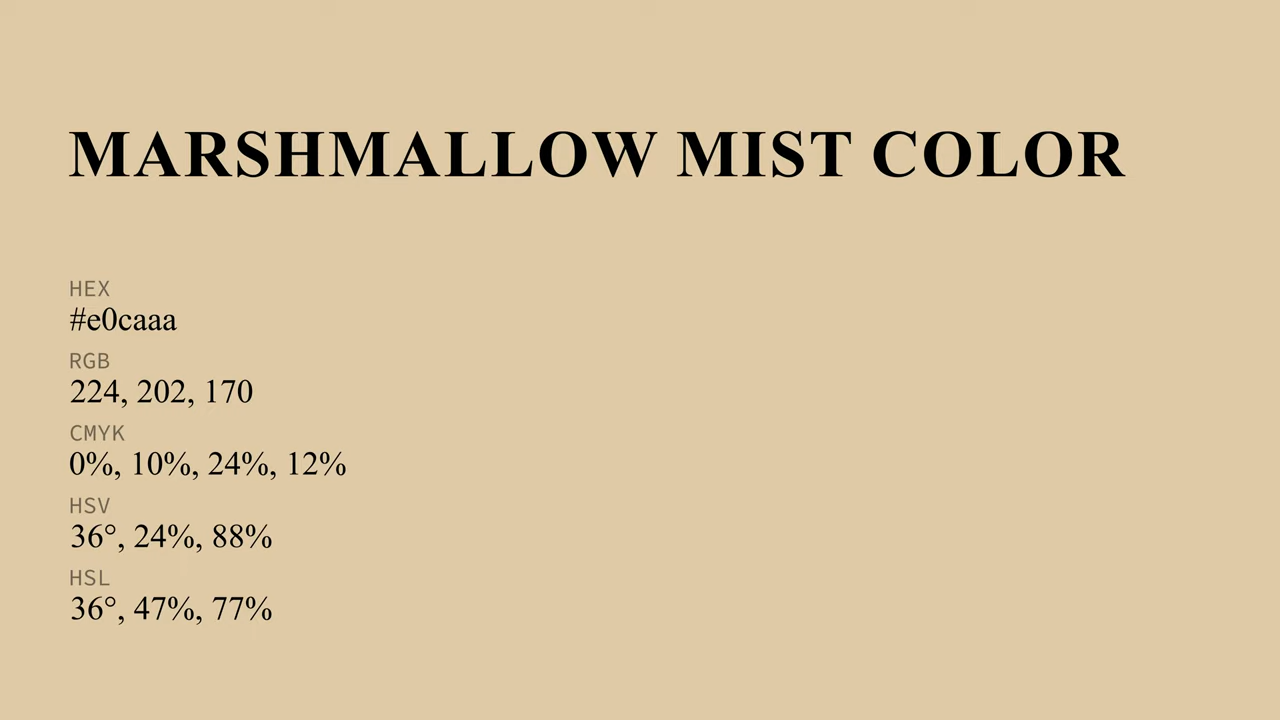 MARSHMALLOW MIST COLOR
HEX
#e0caaa
RGB
224, 202, 170
CMYK
0%, 10%, 24%, 12%
HSV
36°, 24%, 88%
HSL
36°, 47%, 77%